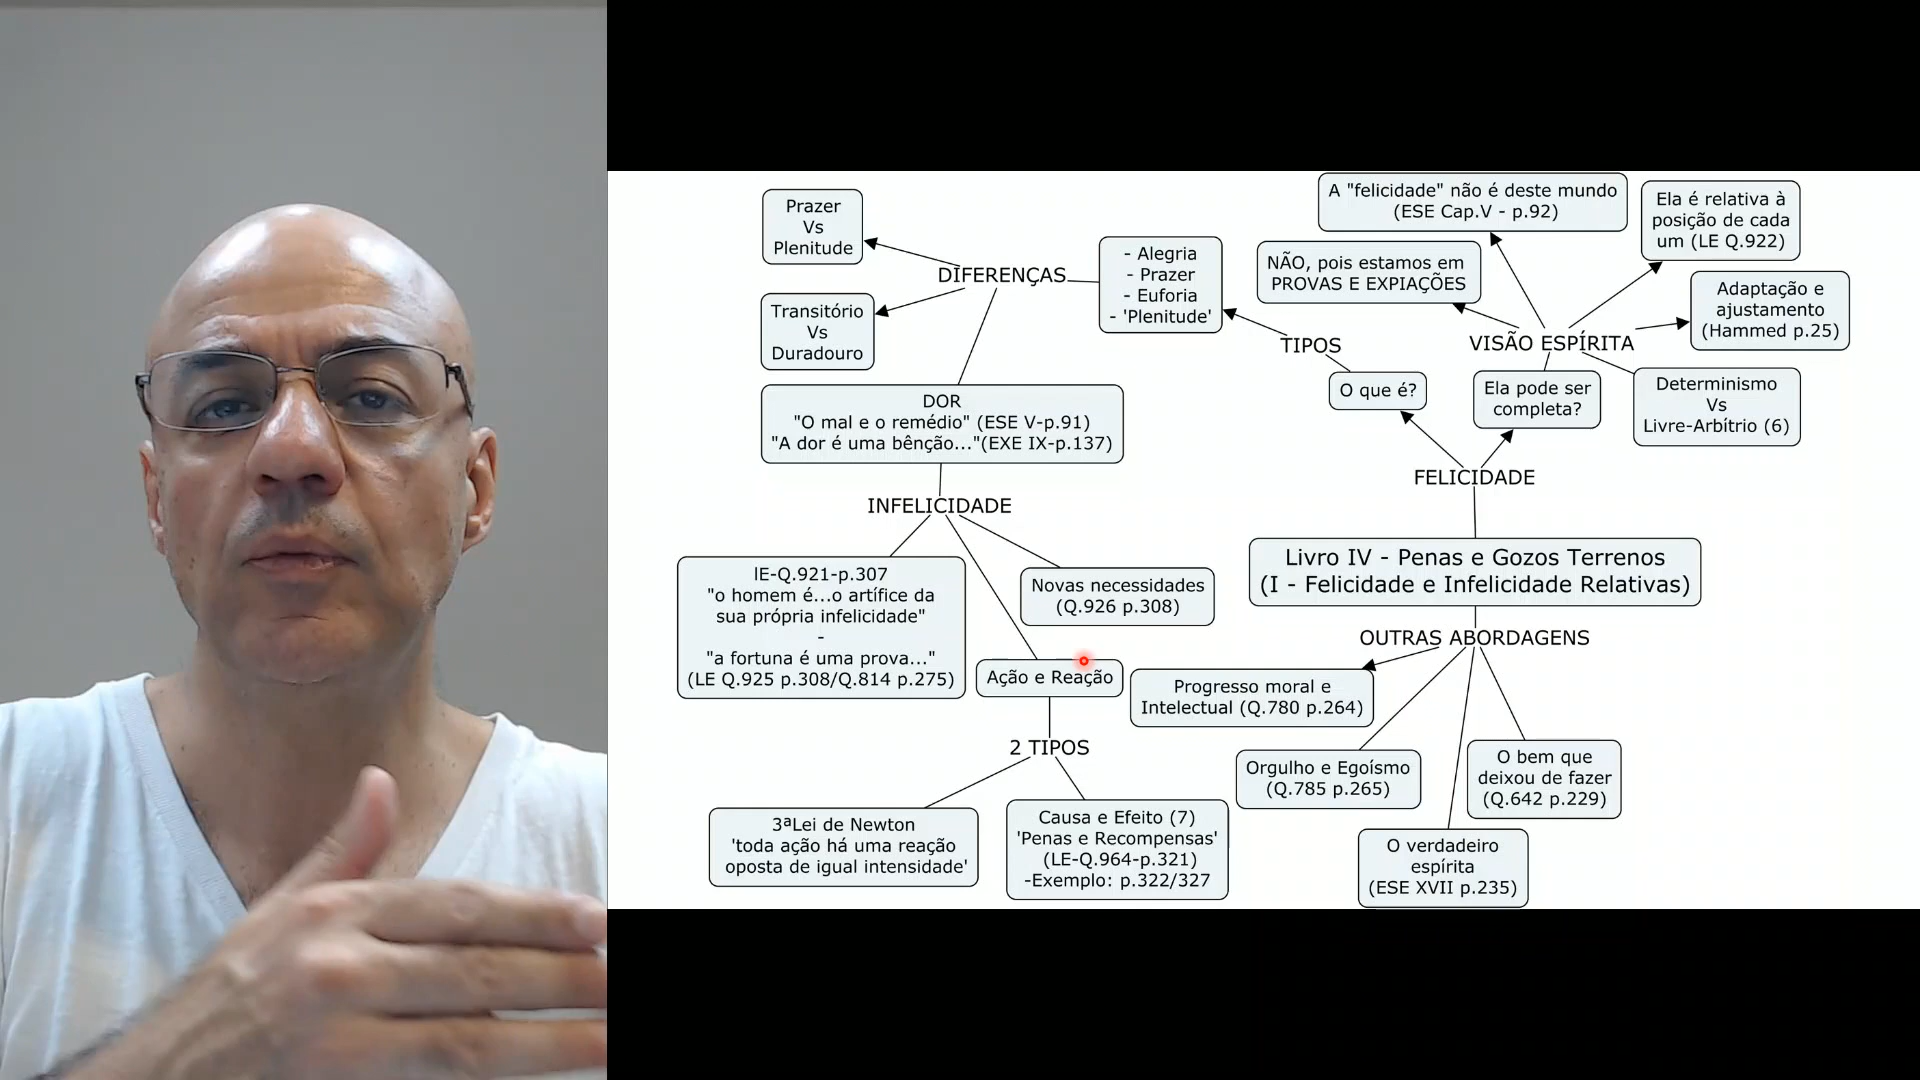 Prazer
Vs
Plenitude
DIFERENÇAS
Transitório
Vs
Duradouro
- Alegria
- Prazer
- Euforia
- 'Plenitude'
TIPOS
O que é?
A "felicidade" não é deste mundo
(ESE Cap.V - p.92)
Ela é relativa à
posição de cada
um (LE Q.922)
NÃO, pois estamos em
PROVAS E EXPIAÇÕES
Adaptação e
ajustamento
(Hammed p.25)
VISÃO ESPÍRITA
Ela pode ser
completa?
Determinismo
Vs
Livre-Arbítrio (6)
FELICIDADE
DOR
"O mal e o remédio" (ESE V-p.91)
"A dor é uma bênção..."(EXE IX-p.137)
INFELICIDADE
lE-Q.921-p.307
"o homem é...o artífice da
sua própria infelicidade"
-
"a fortuna é uma prova..."
(LE Q.925 p.308/Q.814 p.275)
Novas necessidades
(Q.926 p.308)
Ação e Reação
2 TIPOS
3ªLei de Newton
'toda ação há uma reação
oposta de igual intensidade'
Causa e Efeito (7)
'Penas e Recompensas'
(LE-Q.964-p.321)
-Exemplo: p.322/327
Livro IV - Penas e Gozos Terrenos
(I - Felicidade e Infelicidade Relativas)
OUTRAS ABORDAGENS
Progresso moral e
Intelectual (Q.780 p.264)
Orgulho e Egoísmo
(Q.785 p.265)
O bem que
deixou de fazer
(Q.642 p.229)
O verdadeiro
espírita
(ESE XVII p.235)